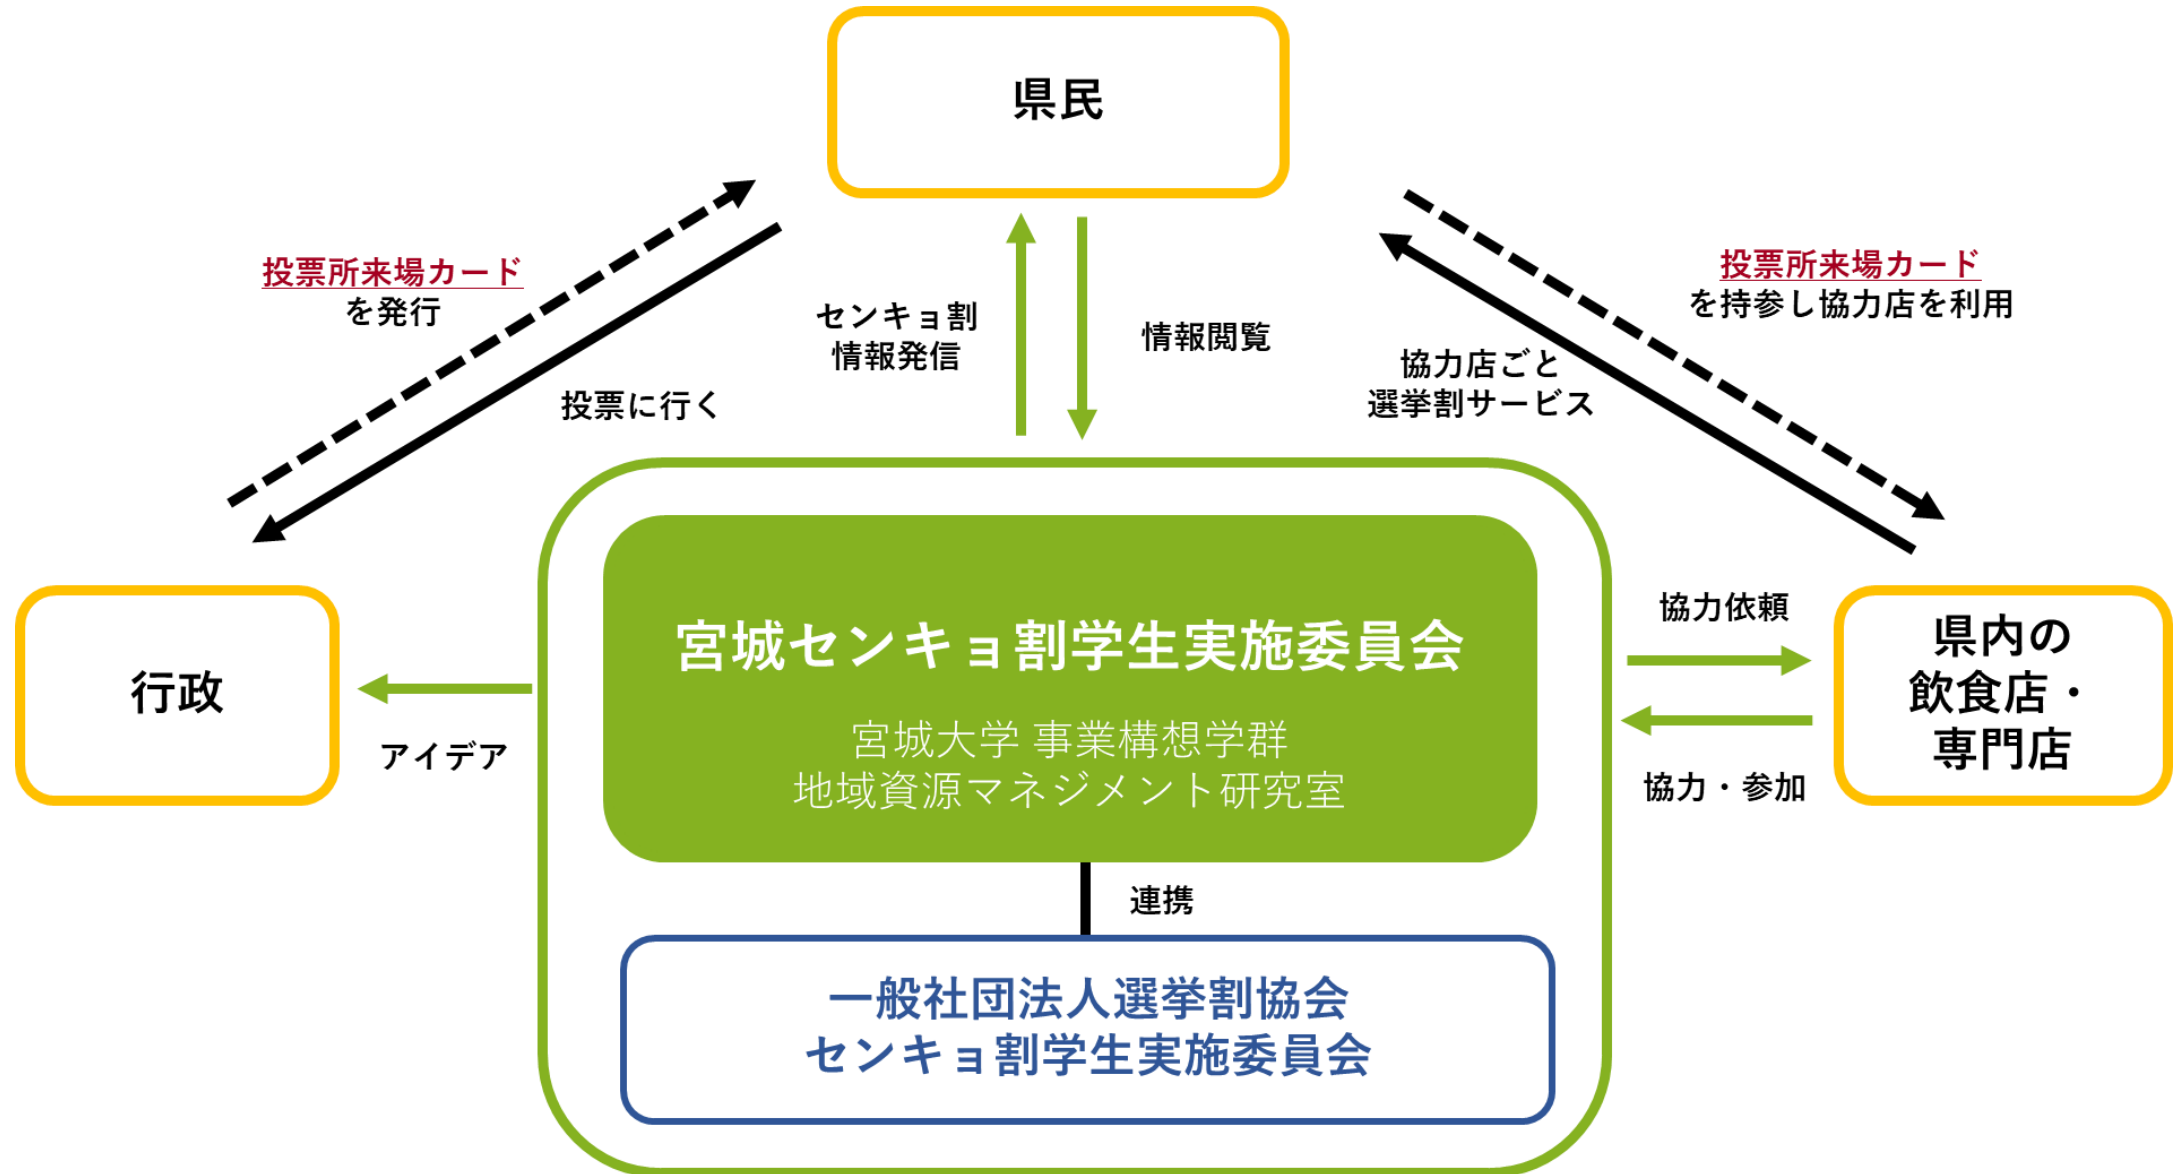 県民
投票所来場カード
を発行
投票に行く
センキョ割
情報発信
情報閲覧
投票所来場カード
を持参し協力店を利用
協力店ごと
選挙割サービス
行政
アイデア
宮城センキョ割学生実施委員会
宮城大学 事業構想学群
地域資源マネジメント研究室
連携
一般社団法人選挙割協会
センキョ割学生実施委員会
協力依頼
協力・参加
県内の
飲食店・
専門店